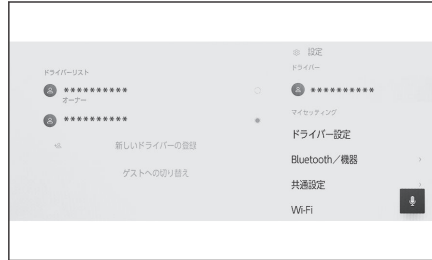 ドライバーリスト
**********
オーナー
**********
新しいドライバーの登録
ゲストへの切り替え
設定
ドライバー
**********
マイセッティング
ドライバー設定
Bluetooth／機器
共通設定
Wi-Fi